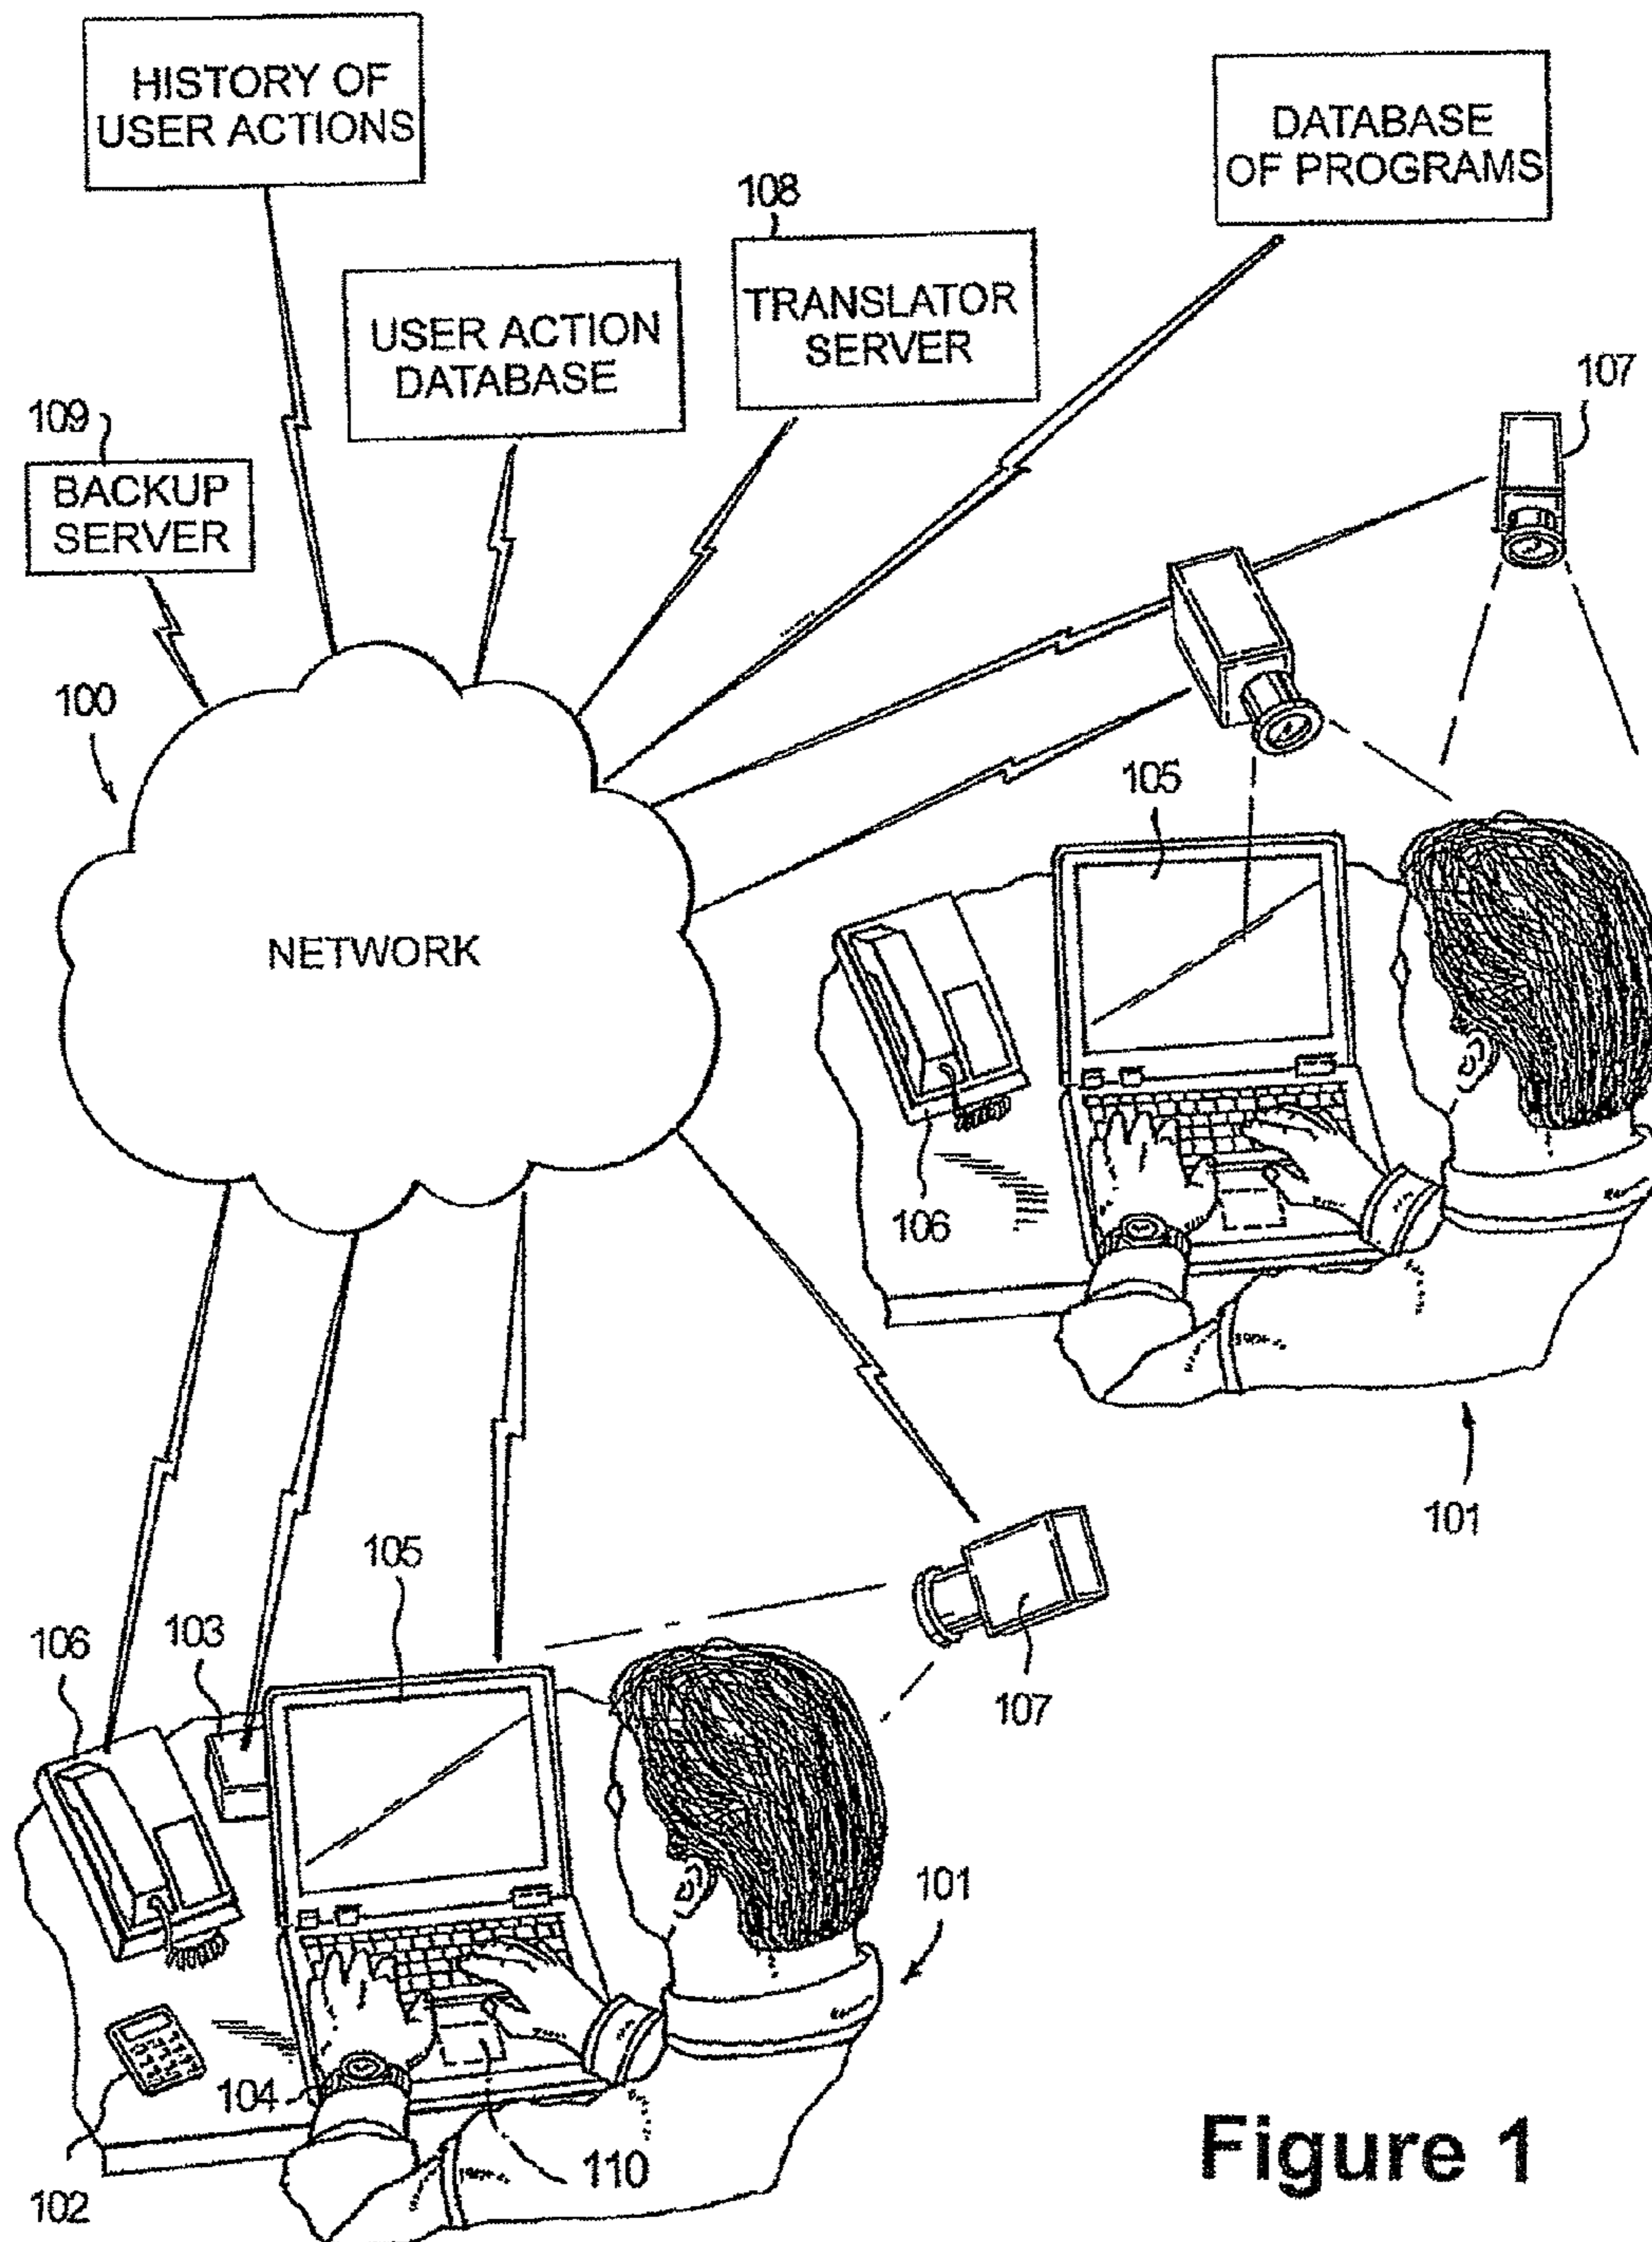 HISTORY OF
USER ACTIONS
DATABASE
OF PROGRAMS
108
TRANSLATOR
SERVER
USER ACTION
DATABASE
107
109
BACKUP
SERVER
100
105
NETWORK
106
101
105
106
103
107
101
104
110
102
Figure 1